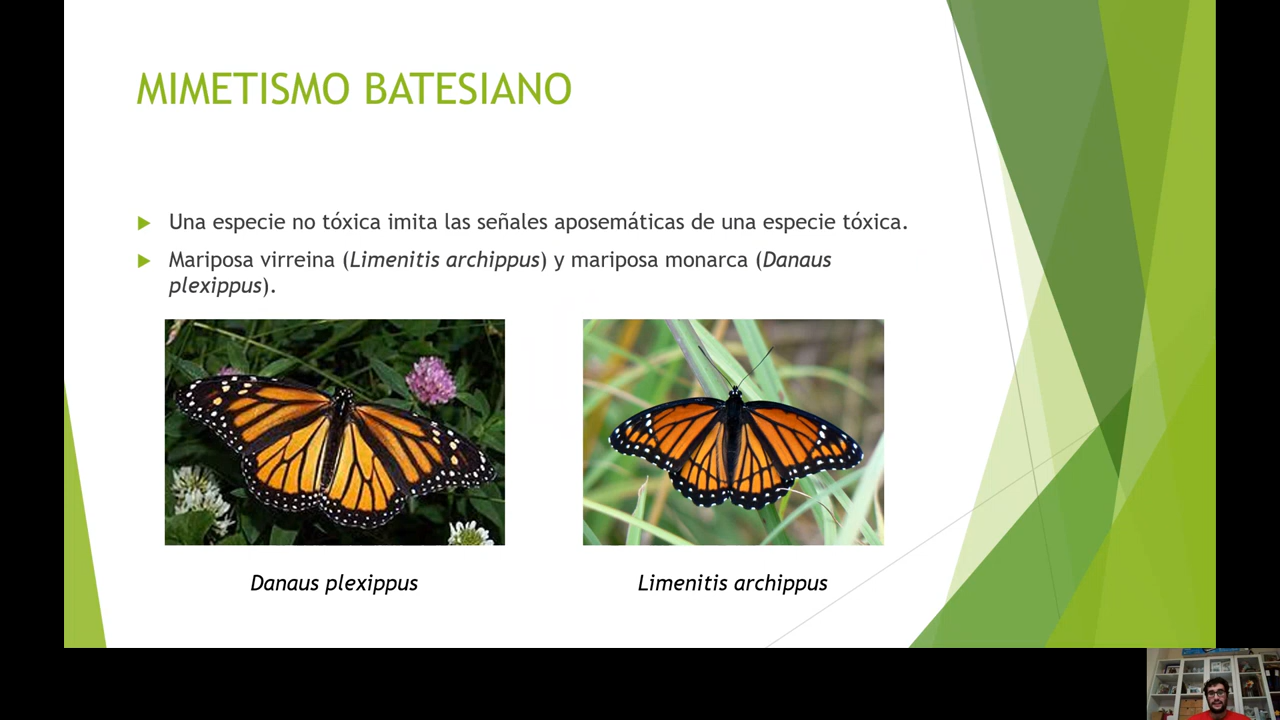 MIMETISMO BATESIANO
Una especie no tóxica imita las señales aposemáticas de una especie tóxica.
Mariposa virreina (Limenitis archippus) y mariposa monarca (Danaus
plexippus).
Danaus plexippus
Limenitis archippus